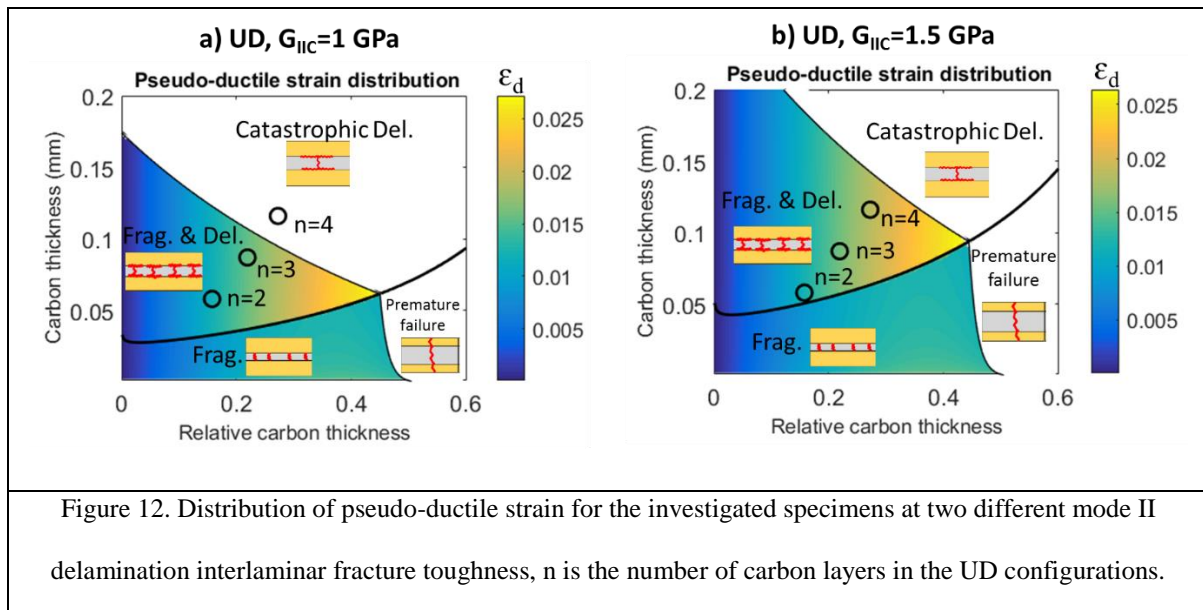 a) UD, GIIC=1 GPa
Pseudo-ductile strain distribution
εd
Carbon thickness (mm)
0.2
0.15
0.1
0.05
0
0.2
0.4
0.6
Relative carbon thickness
Catastrophic Del.
n=4
Frag. & Del.
n=3
n=2
Premature
failure
Frag.
0.025
0.02
0.015
0.01
0.005
b) UD, GIIC=1.5 GPa
Pseudo-ductile strain distribution
εd
Carbon thickness (mm)
0.2
0.15
0.1
0.05
0
0.2
0.4
0.6
Relative carbon thickness
Catastrophic Del.
Frag. & Del.
n=4
n=3
n=2
Premature
failure
Frag.
0.025
0.02
0.015
0.01
0.005
Figure 12. Distribution of pseudo-ductile strain for the investigated specimens at two different mode II
delamination interlaminar fracture toughness, n is the number of carbon layers in the UD configurations.